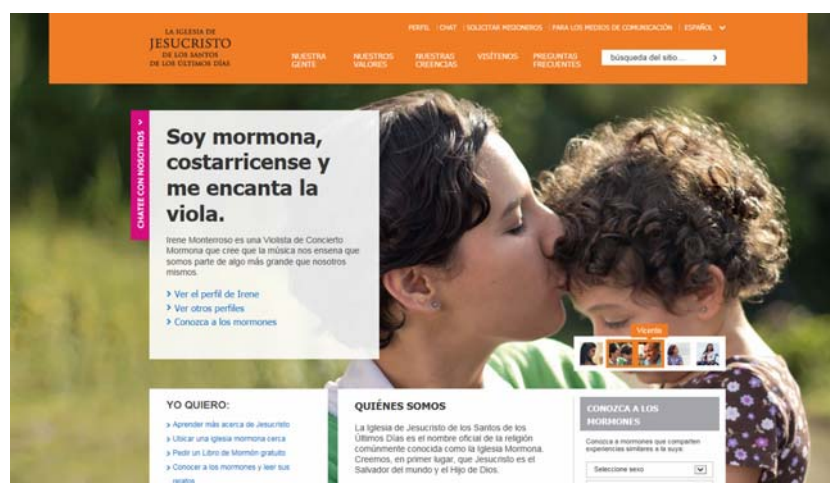 LA IGLESIA DE
JESUCRISTO
DE LOS SANTOS
DE LOS ÚLTIMOS DÍAS
PERFIL | CHAT | SOLICITAR MISIONEROS | PARA LOS MEDIOS DE COMUNICACIÓN | ESPAÑOL
NUESTRA
GENTE
NUESTROS
VALORES
NUESTRAS
CREENCIAS
VISÍTENOS
PREGUNTAS
FRECUENTES
búsqueda del sitio...
CHATEE CON NOSOTROS
Soy mormona,
costarricense y
me encanta la
viola.
Irene Monterroso es una Violista de Concierto
Mormona que cree que la música nos ensena que
somos parte de algo más grande que nosotros
mismos.
Ver el perfil de Irene
Ver otros perfiles
Conozca a los mormones
Vicente
YO QUIERO:
Aprender más acerca de Jesucristo
Ubicar una iglesia mormona cerca
Pedir un Libro de Mormón gratuito
Conocer a los mormones y leer sus
relatos
QUIÉNES SOMOS
La Iglesia de Jesucristo de los Santos de los
Últimos Días es el nombre oficial de la religión
comúnmente conocida como la Iglesia Mormona.
Creemos, en primer lugar, que Jesucristo es el
Salvador del mundo y el Hijo de Dios.
CONOZCA A LOS
MORMONES
Conozca a mormones que comparten
experiencias similares a la suya.
Seleccione sexo